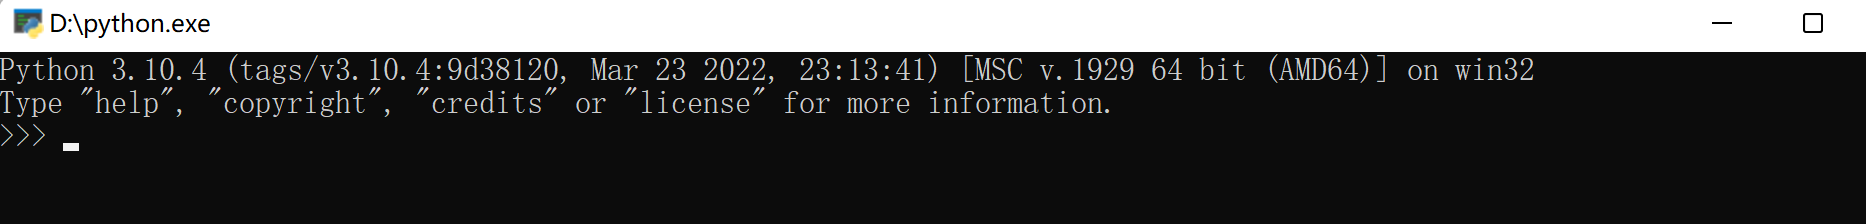 D:\python.exe
Python 3.10.4 (tags/v3.10.4:9d38120, Mar 23 2022, 23:13:41) [MSC v.1929 64 bit (AMD64)] on win32
Type "help", "copyright", "credits" or "license" for more information.
>>>